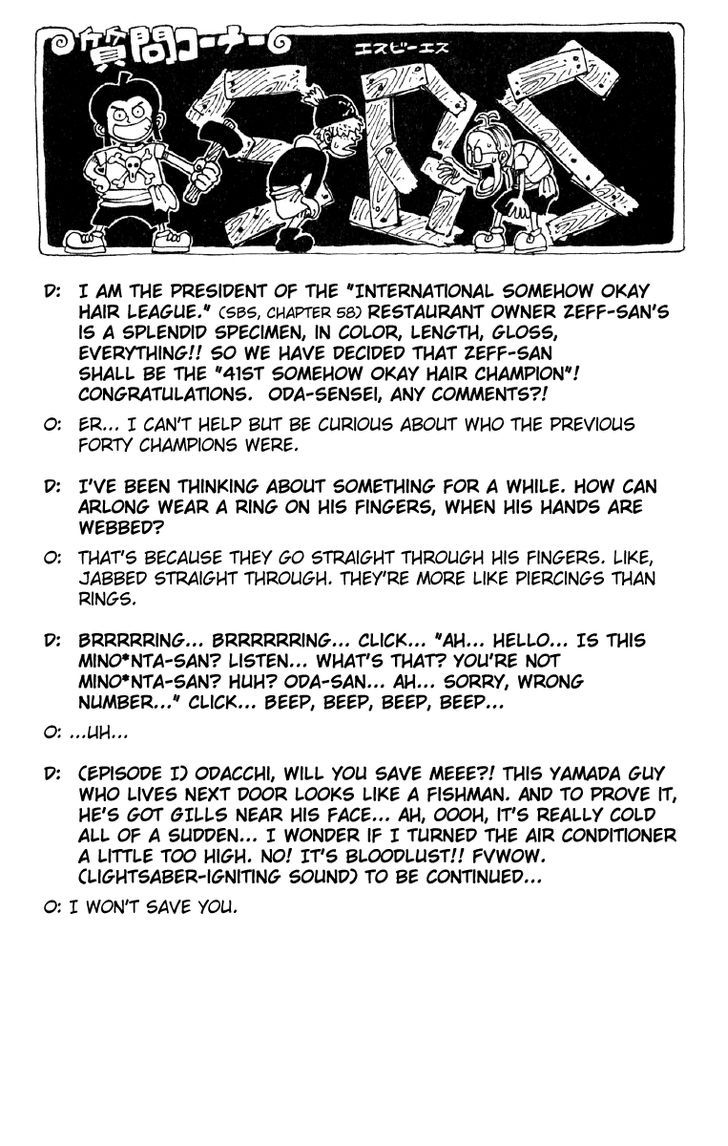 質問コーナー
エスビーエス
SBS
D: I AM THE PRESIDENT OF THE "INTERNATIONAL SOMEHOW OKAY
HAIR LEAGUE." (SBS, CHAPTER 58) RESTAURANT OWNER ZEFF-SAN'S
IS A SPLENDID SPECIMEN, IN COLOR, LENGTH, GLOSS,
EVERYTHING!! SO WE HAVE DECIDED THAT ZEFF-SAN
SHALL BE THE "41ST SOMEHOW OKAY HAIR CHAMPION"!
CONGRATULATIONS. ODA-SENSEI, ANY COMMENTS?!
O: ER... I CAN'T HELP BUT BE CURIOUS ABOUT WHO THE PREVIOUS
FORTY CHAMPIONS WERE.
D: I'VE BEEN THINKING ABOUT SOMETHING FOR A WHILE. HOW CAN
ARLONG WEAR A RING ON HIS FINGERS, WHEN HIS HANDS ARE
WEBBED?
O: THAT'S BECAUSE THEY GO STRAIGHT THROUGH HIS FINGERS. LIKE,
JABBED STRAIGHT THROUGH. THEY'RE MORE LIKE PIERCINGS THAN
RINGS.
D: BRRRRRING... BRRRRRRING... CLICK... "AH... HELLO... IS THIS
MINO*NTA-SAN? LISTEN... WHAT'S THAT? YOU'RE NOT
MINO*NTA-SAN? HUH? ODA-SAN... AH... SORRY, WRONG
NUMBER..." CLICK... BEEP, BEEP, BEEP, BEEP...
O: ...UH...
D: (EPISODE I) ODACCHI, WILL YOU SAVE MEEE?! THIS YAMADA GUY
WHO LIVES NEXT DOOR LOOKS LIKE A FISHMAN. AND TO PROVE IT,
HE'S GOT GILLS NEAR HIS FACE... AH, OOOH, IT'S REALLY COLD
ALL OF A SUDDEN... I WONDER IF I TURNED THE AIR CONDITIONER
A LITTLE TOO HIGH. NO! IT'S BLOODLUST!! FVWOW.
(LIGHTSABER-IGNITING SOUND) TO BE CONTINUED...
O: I WON'T SAVE YOU.